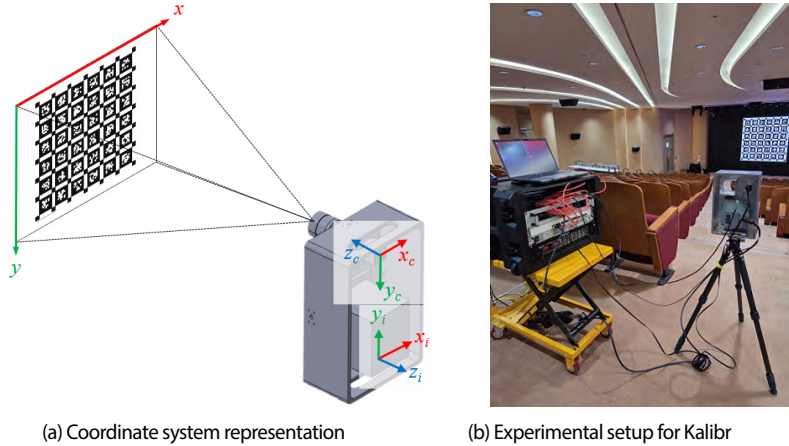 x
y
z_c
x_c
y_c
y_i
x_i
z_i
(a) Coordinate system representation
(b) Experimental setup for Kalibr